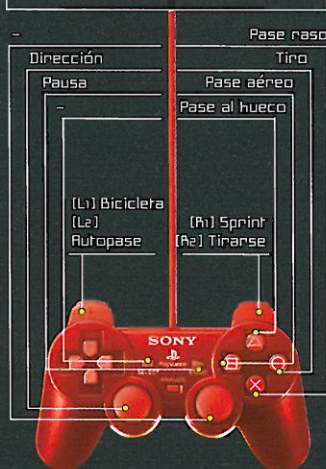 –
Pase raso
Dirección
Tiro
Pausa
Pase aéreo
–
Pase al hueco
[L1] Bicicleta
[L2]
Autopase
[R1] Sprint
[R2] Tirarse
SONY